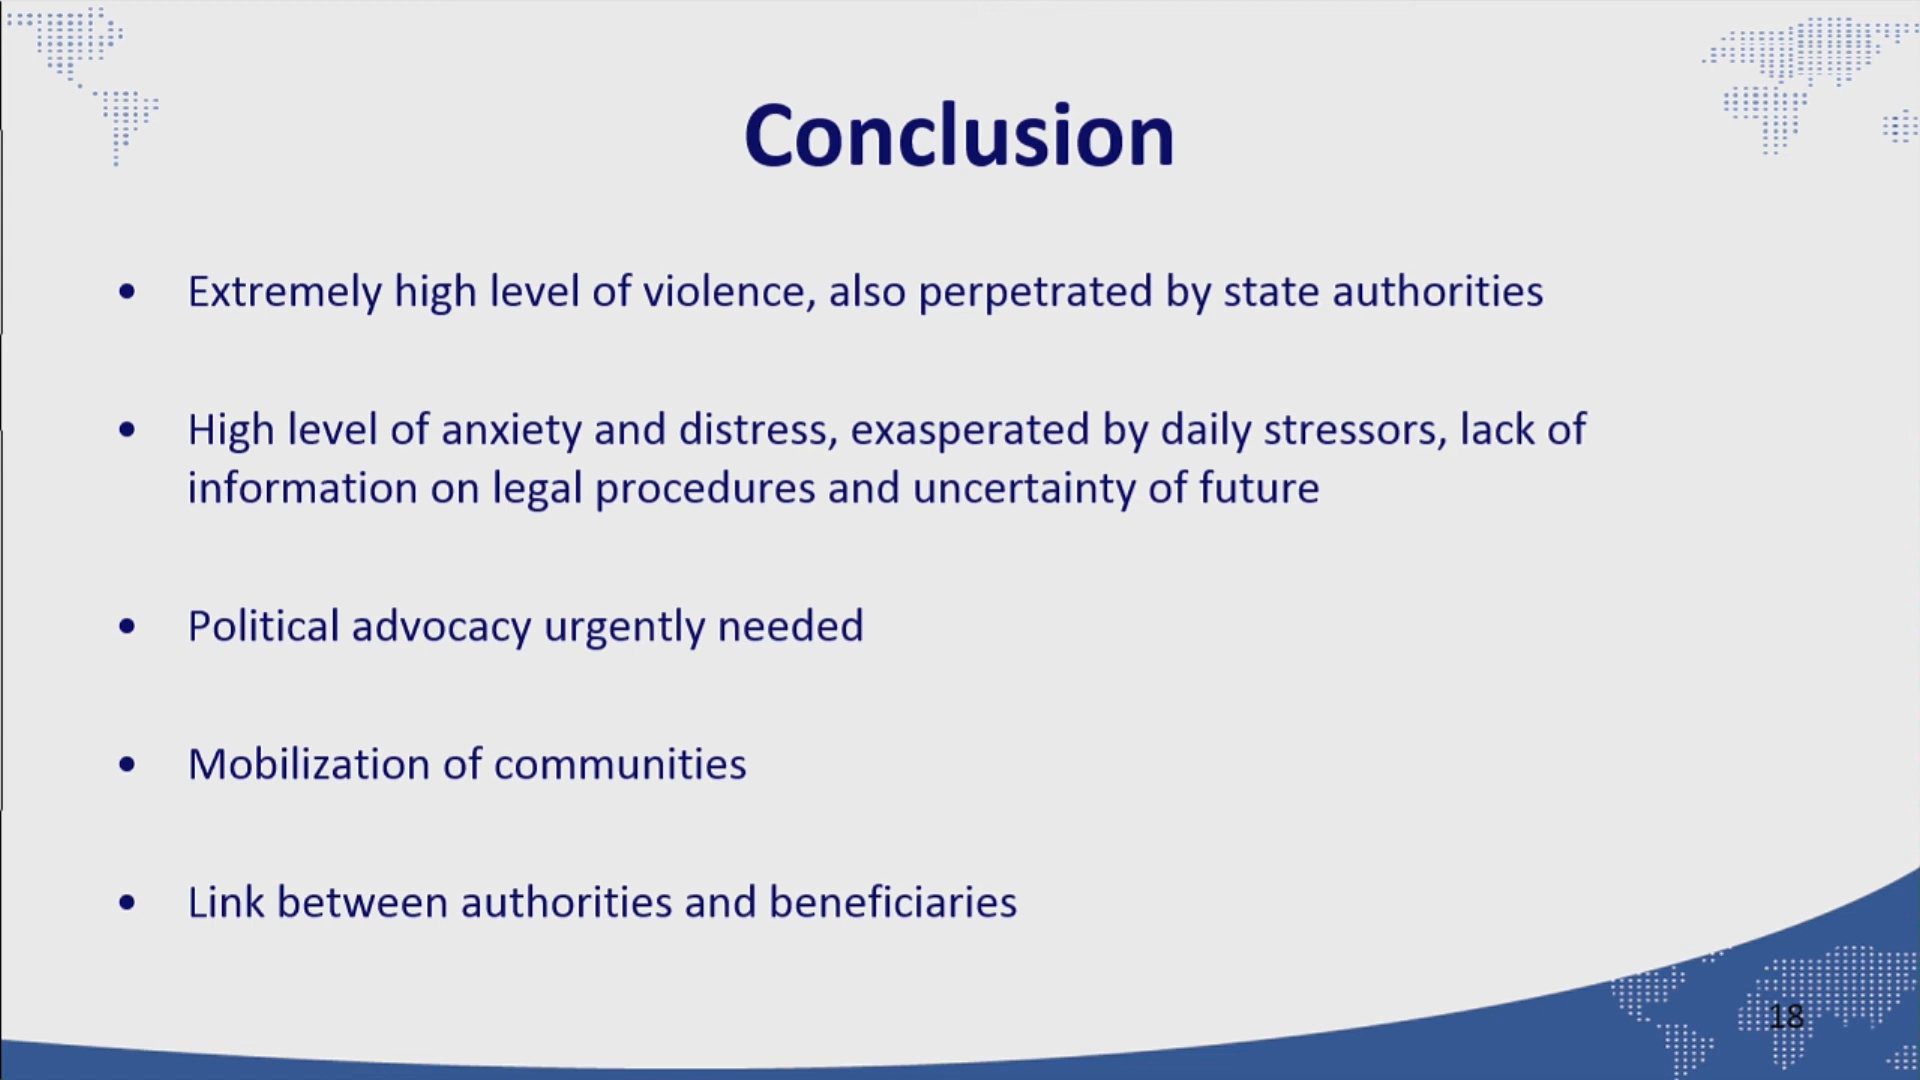 Conclusion
• Extremely high level of violence, also perpetrated by state authorities
• High level of anxiety and distress, exasperated by daily stressors, lack of
information on legal procedures and uncertainty of future
• Political advocacy urgently needed
• Mobilization of communities
• Link between authorities and beneficiaries
18